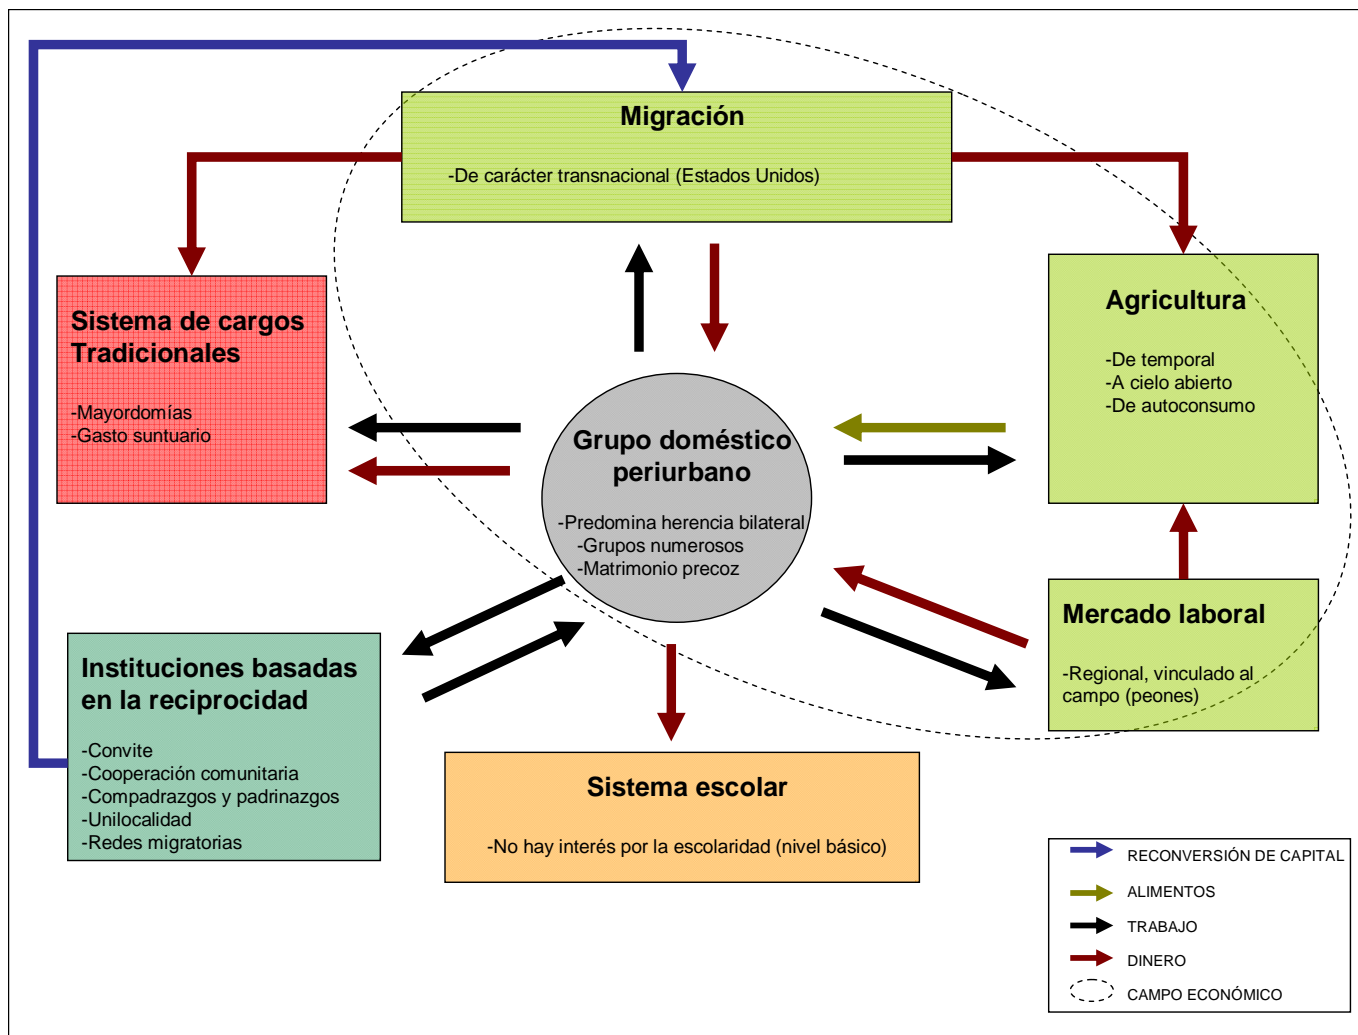 Migración
-De carácter transnacional (Estados Unidos)
Sistema de cargos
Tradicionales
-Mayordomías
-Gasto suntuario
Agricultura
-De temporal
-A cielo abierto
-De autoconsumo
Grupo doméstico
periurbano
-Predomina herencia bilateral
-Grupos numerosos
-Matrimonio precoz
Mercado laboral
-Regional, vinculado al
campo (peones)
Instituciones basadas
en la reciprocidad
-Convite
-Cooperación comunitaria
-Compadrazgos y padrinazgos
-Unilocalidad
-Redes migratorias
Sistema escolar
-No hay interés por la escolaridad (nivel básico)
RECONVERSIÓN DE CAPITAL
ALIMENTOS
TRABAJO
DINERO
CAMPO ECONÓMICO